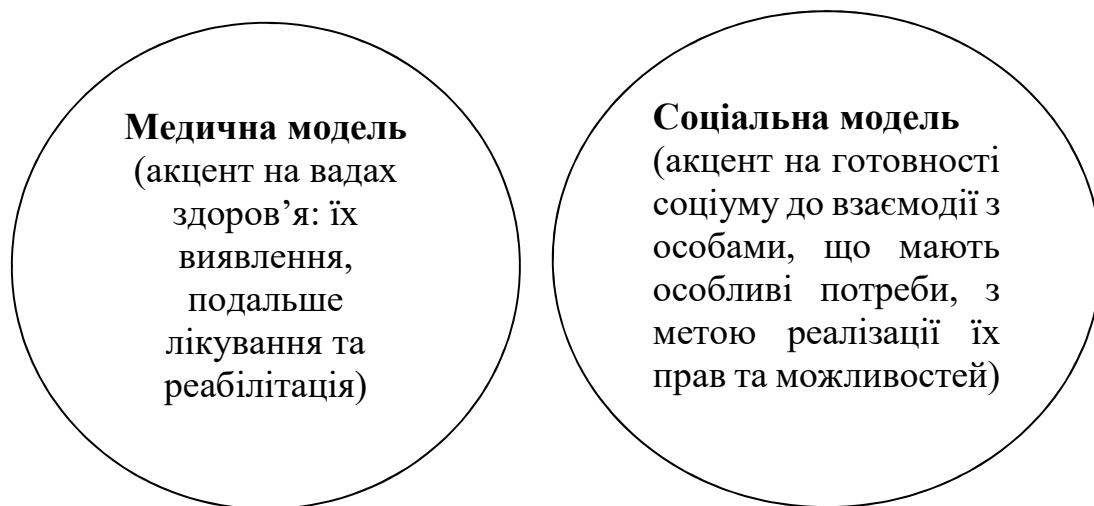 Медична модель
(акцент на вадах
здоров’я: їх
виявлення,
подальше
лікування та
реабілітація)
Соціальна модель
(акцент на готовності
соціуму до взаємодії з
особами, що мають
особливі потреби, з
метою реалізації їх
прав та можливостей)